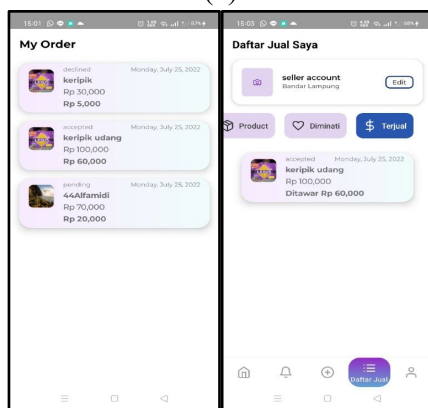 15:01
87%
My Order
declined Monday, July 25, 2022
keripik
Rp 30,000
Rp 5,000
accepted Monday, July 25, 2022
keripik udang
Rp 100,000
Rp 60,000
pending Monday, July 25, 2022
44Alfamidi
Rp 70,000
Rp 20,000
15:03
87%
Daftar Jual Saya
seller account
Bandar Lampung
Edit
Product
Diminati
Terjual
accepted Monday, July 25, 2022
keripik udang
Rp 100,000
Ditawar Rp 60,000
Daftar Jual